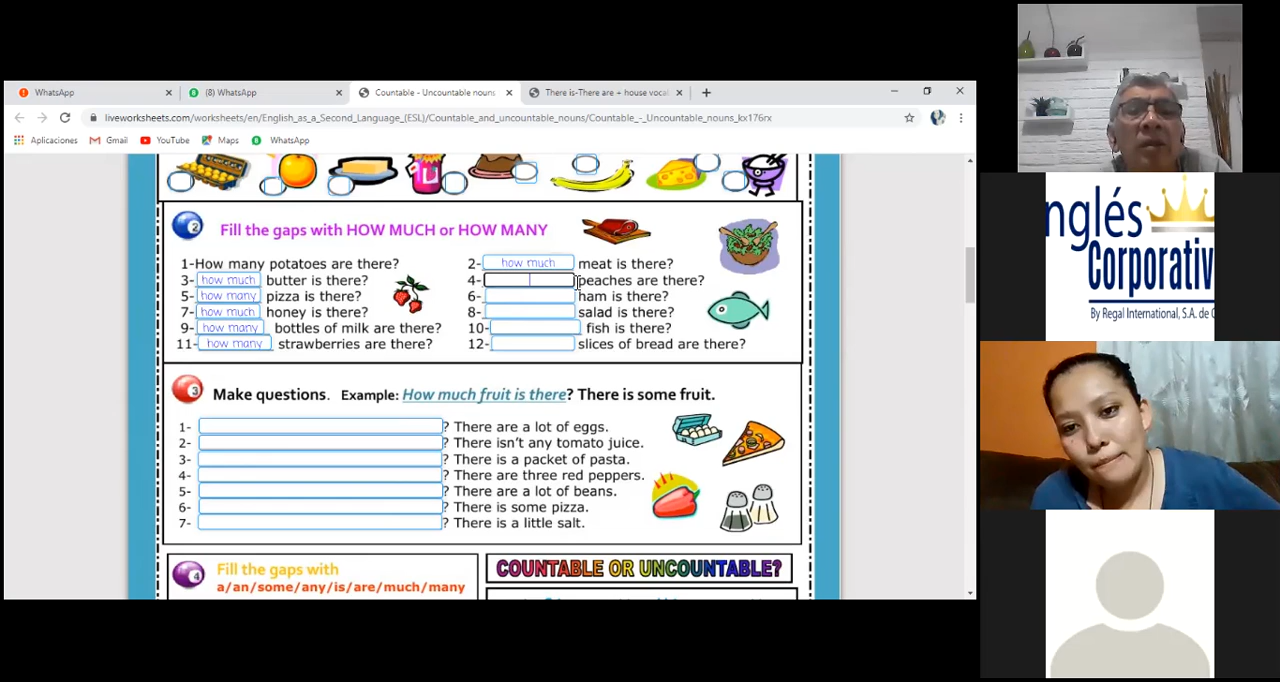 WhatsApp
(8) WhatsApp
Countable - Uncountable nouns
There is-There are + house vocal
liveworksheets.com/worksheets/en/English_as_a_Second_Language_(ESL)/Countable_and_uncountable_nouns/Countable_-_Uncountable_nouns_kx176rx
Aplicaciones
Gmail
YouTube
Maps
WhatsApp
2
Fill the gaps with HOW MUCH or HOW MANY
1-How many potatoes are there?
2- how much meat is there?
3- how much butter is there?
4- peaches are there?
5- how many pizza is there?
6- ham is there?
7- how much honey is there?
8- salad is there?
9- how many bottles of milk are there?
10- fish is there?
11- how many strawberries are there?
12- slices of bread are there?
3
Make questions. Example: How much fruit is there? There is some fruit.
1- ? There are a lot of eggs.
2- ? There isn't any tomato juice.
3- ? There is a packet of pasta.
4- ? There are three red peppers.
5- ? There are a lot of beans.
6- ? There is some pizza.
7- ? There is a little salt.
4
Fill the gaps with
a/an/some/any/is/are/much/many
COUNTABLE OR UNCOUNTABLE?
nglés
Corporativ
By Regal International, S.A. de C